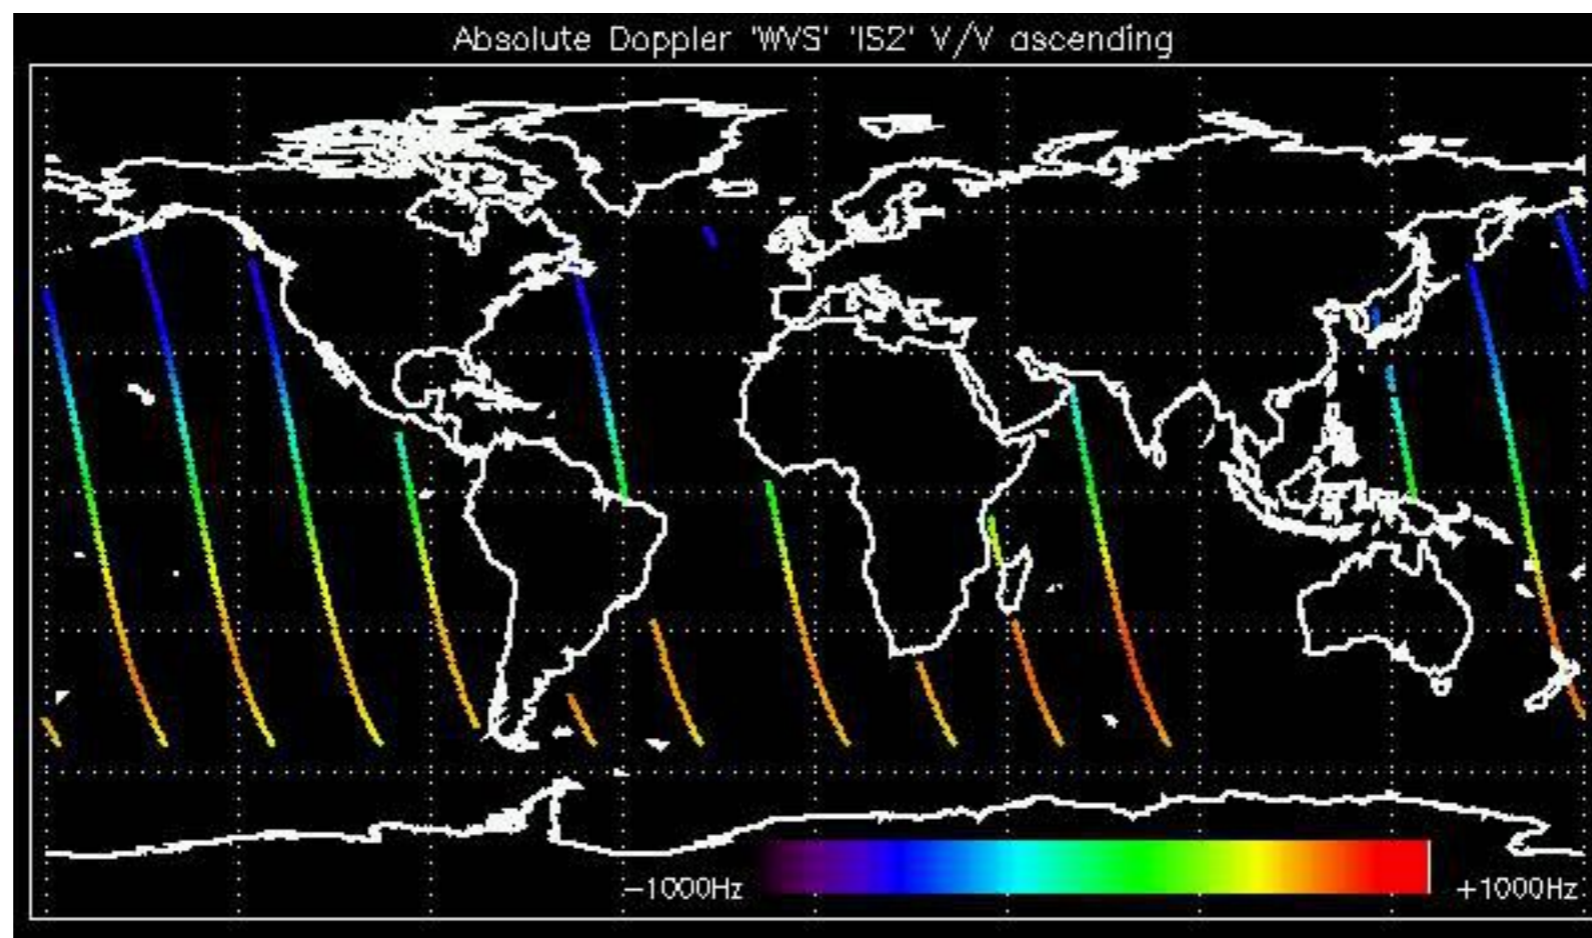 Absolute Doppler 'WVS' 'IS2' V/V ascending
-1000Hz +1000Hz